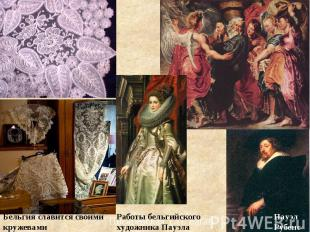 Бельгия славится своими
кружевами
Работы бельгийского
художника Пауэла
Пауэл
Рубенс